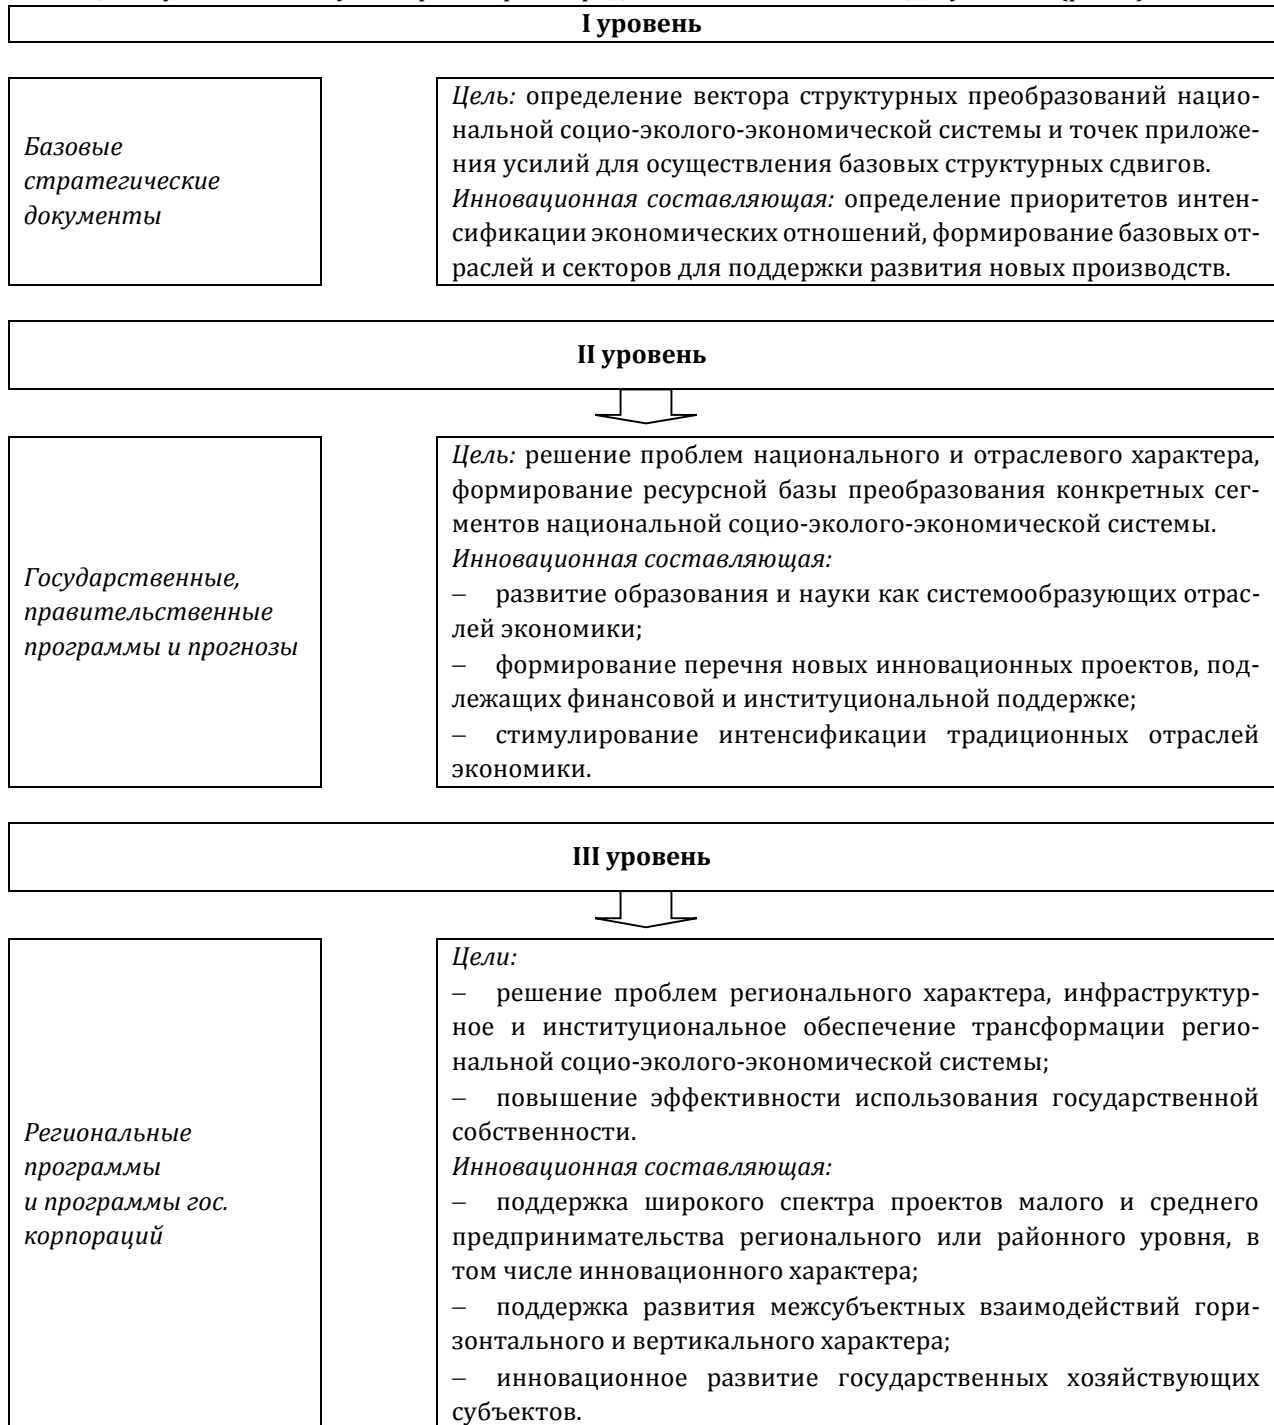 I уровень
Базовые
стратегические
документы
Цель: определение вектора структурных преобразований нацио-
нальной социо-эколого-экономической системы и точек приложе-
ния усилий для осуществления базовых структурных сдвигов.
Инновационная составляющая: определение приоритетов интен-
сификации экономических отношений, формирование базовых от-
раслей и секторов для поддержки развития новых производств.
II уровень
Государственные,
правительственные
программы и прогнозы
Цель: решение проблем национального и отраслевого характера,
формирование ресурсной базы преобразования конкретных сег-
ментов национальной социо-эколого-экономической системы.
Инновационная составляющая:
– развитие образования и науки как системообразующих отрас-
лей экономики;
– формирование перечня новых инновационных проектов, под-
лежащих финансовой и институциональной поддержке;
– стимулирование интенсификации традиционных отраслей
экономики.
III уровень
Региональные
программы
и программы гос.
корпораций
Цели:
– решение проблем регионального характера, инфраструктур-
ное и институциональное обеспечение трансформации регио-
нальной социо-эколого-экономической системы;
– повышение эффективности использования государственной
собственности.
Инновационная составляющая:
– поддержка широкого спектра проектов малого и среднего
предпринимательства регионального или районного уровня, в
том числе инновационного характера;
– поддержка развития межсубъектных взаимодействий гори-
зонтального и вертикального характера;
– инновационное развитие государственных хозяйствующих
субъектов.